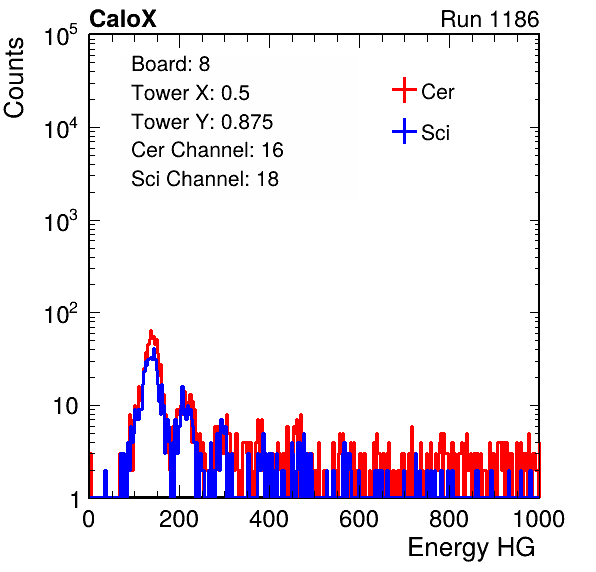 CaloX Run 1186
Counts
Board: 8
Tower X: 0.5
Tower Y: 0.875
Cer Channel: 16
Sci Channel: 18
Cer
Sci
10^5
10^4
10^3
10^2
10
1
0 200 400 600 800 1000
Energy HG